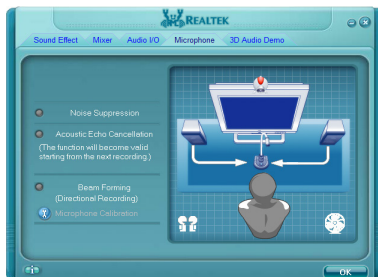 REALTEK
Sound Effect Mixer Audio I/O Microphone 3D Audio Demo
Noise Suppression
Acoustic Echo Cancellation
(The function will become valid
starting from the next recording.)
Beam Forming
(Directional Recording)
Microphone Calibration
OK